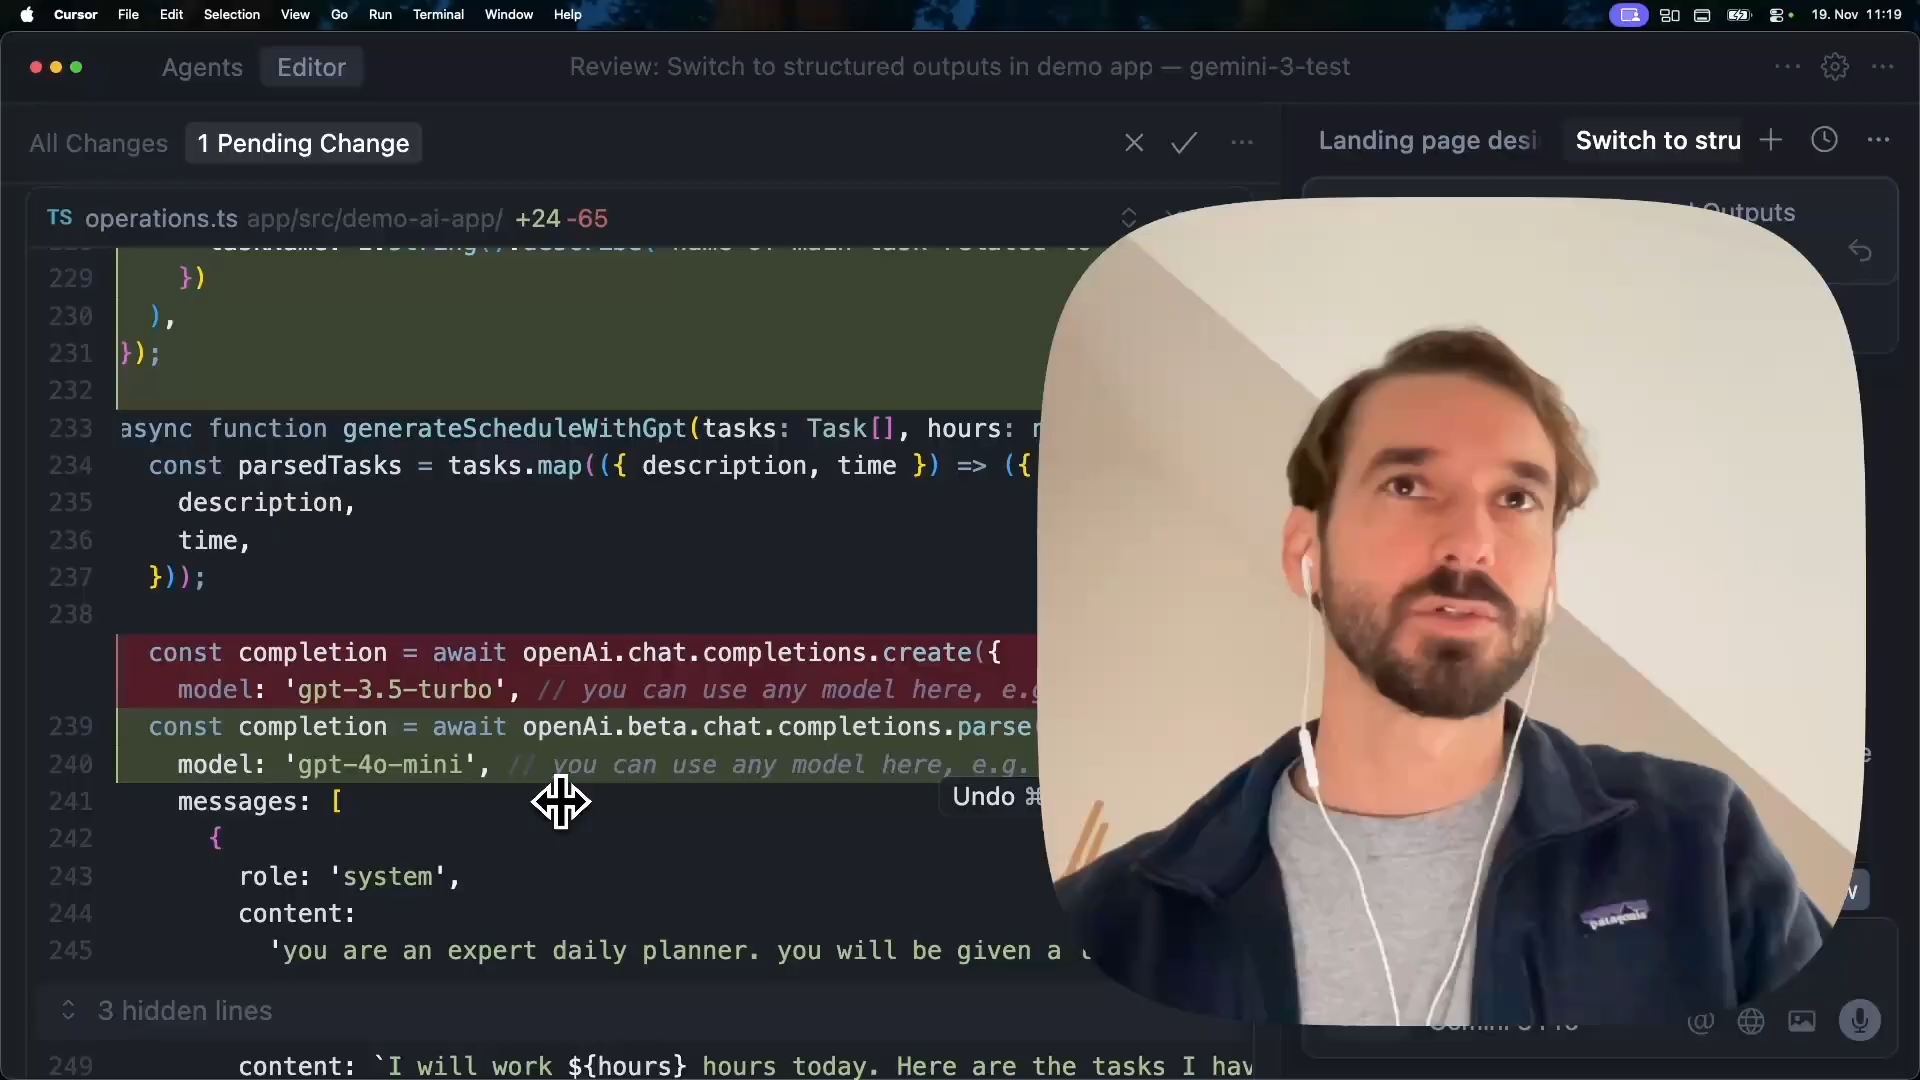 Cursor File Edit Selection View Go Run Terminal Window Help 19. Nov 11:19
Agents Editor Review: Switch to structured outputs in demo app — gemini-3-test
All Changes 1 Pending Change Landing page desi Switch to stru
TS operations.ts app/src/demo-ai-app/ +24 -65
Outputs
229 })
230 ),
231 });
232
233 async function generateScheduleWithGpt(tasks: Task[], hours:
234 const parsedTasks = tasks.map(({ description, time }) => ({
235 description,
236 time,
237 }));
238
const completion = await openAi.chat.completions.create({
model: 'gpt-3.5-turbo', // you can use any model here, e.g
239 const completion = await openAi.beta.chat.completions.parse
240 model: 'gpt-4o-mini', // you can use any model here, e.g.
241 messages: [
Undo ⌘
242 {
243 role: 'system',
244 content:
245 'you are an expert daily planner. you will be given a
patagonia
3 hidden lines
249 content: `I will work ${hours} hours today. Here are the tasks I hav